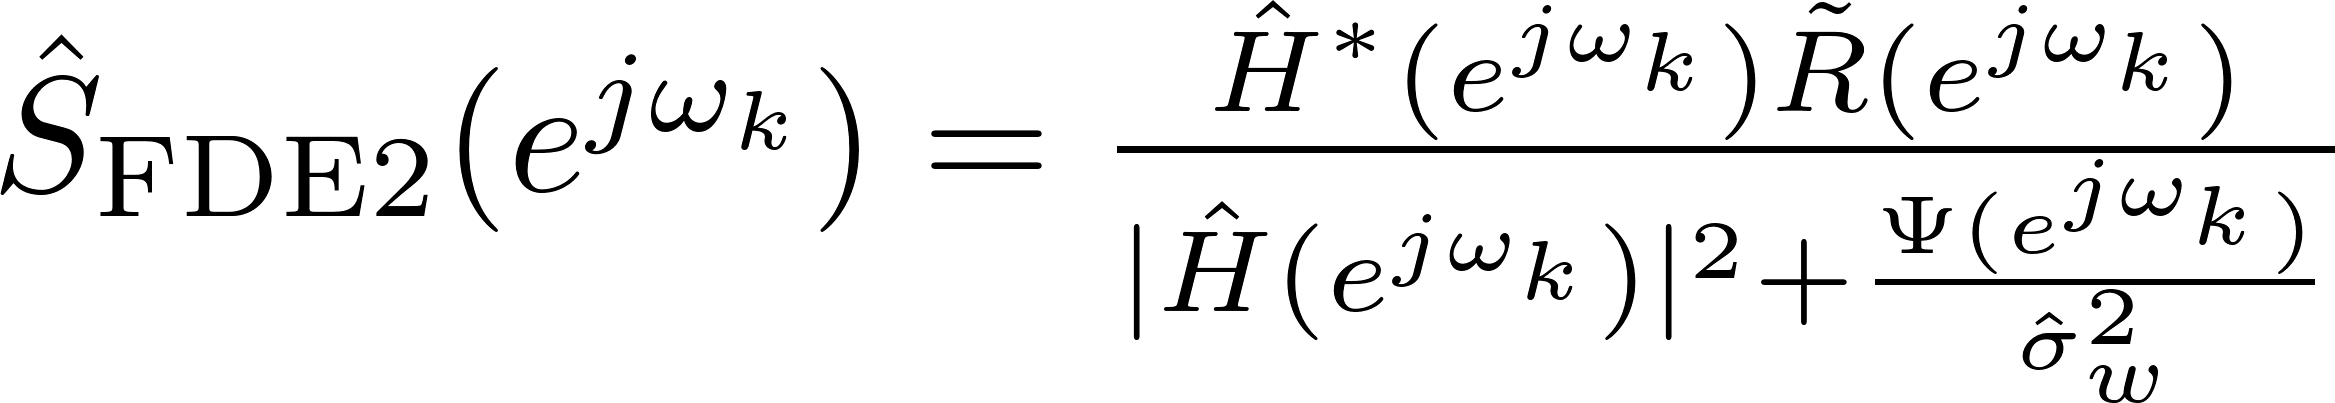 \hat{S}_{\mathrm{FDE2}}(e^{j\omega_k}) = \frac{\hat{H}^*(e^{j\omega_k})\tilde{R}(e^{j\omega_k})}{|\hat{H}(e^{j\omega_k})|^2 + \frac{\Psi(e^{j\omega_k})}{\hat{\sigma}_w^2}}